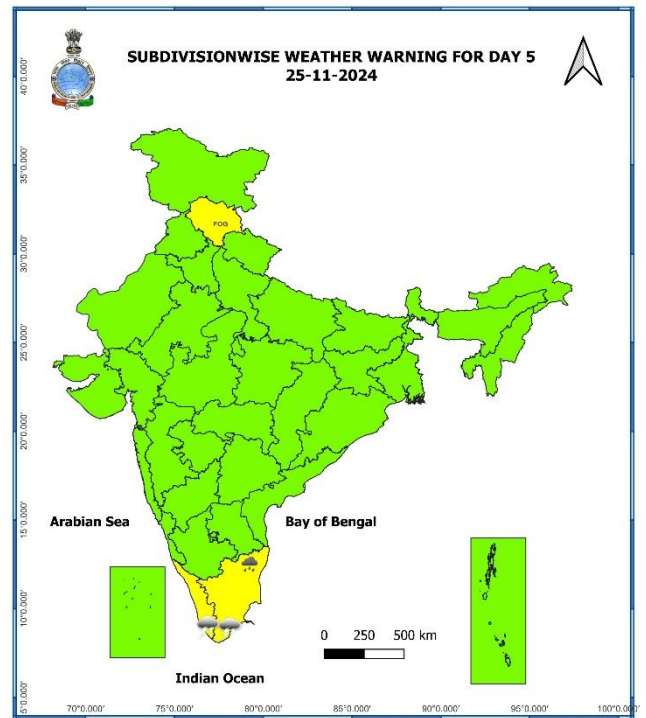 SUBDIVISIONWISE WEATHER WARNING FOR DAY 5
25-11-2024
40°0.000'
35°0.000'
30°0.000'
25°0.000'
20°0.000'
15°0.000'
10°0.000'
5°0.000'
FOG
Arabian Sea
Bay of Bengal
0 250 500 km
Indian Ocean
70°0.000' 75°0.000' 80°0.000' 85°0.000' 90°0.000' 95°0.000' 100°0.000'